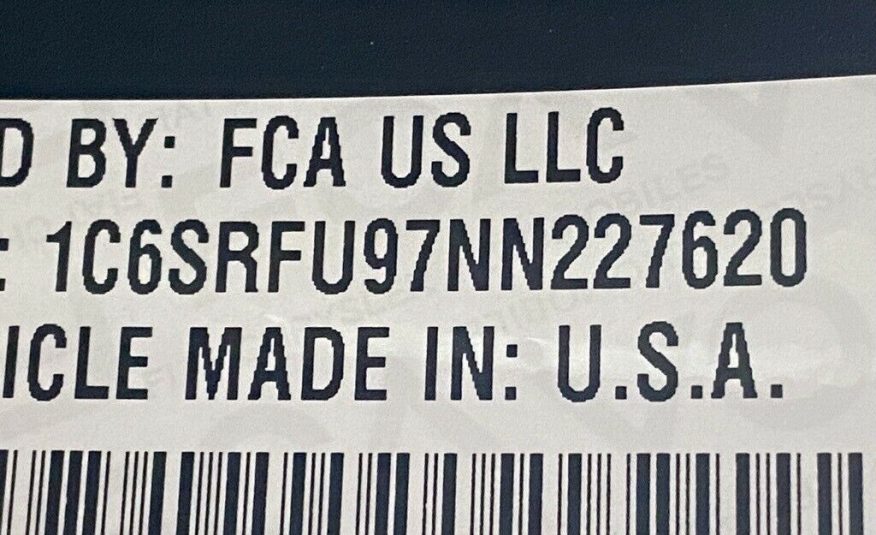 D BY: FCA US LLC
: 1C6SRFU97NN227620
ICLE MADE IN: U.S.A.